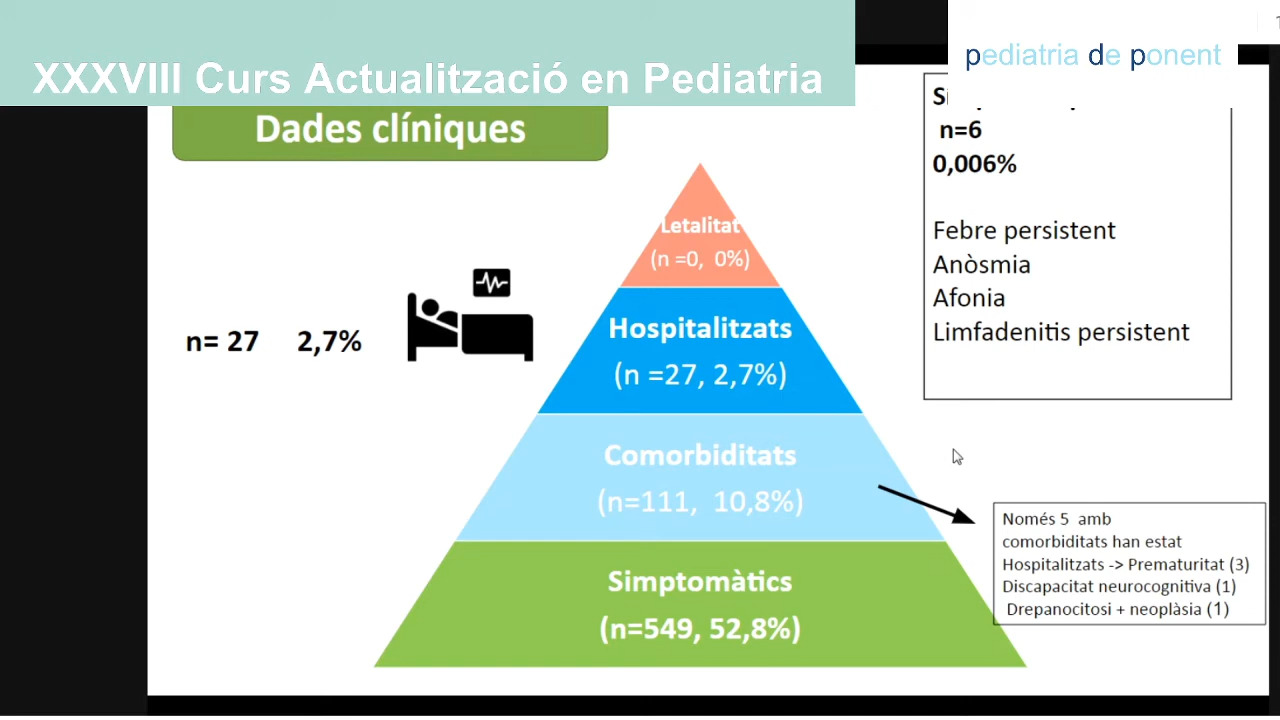 XXXVIII Curs Actualització en Pediatria
pediatria de ponent
Dades clíniques
n=6
0,006%
Febre persistent
Anòsmia
Afonia
Limfadenitis persistent
Letalitat
(n =0, 0%)
n= 27 2,7%
Hospitalitzats
(n =27, 2,7%)
Comorbiditats
(n=111, 10,8%)
Simptomàtics
(n=549, 52,8%)
Només 5 amb
comorbiditats han estat
Hospitalitzats -> Prematuritat (3)
Discapacitat neurocognitiva (1)
Drepanocitosi + neoplàsia (1)